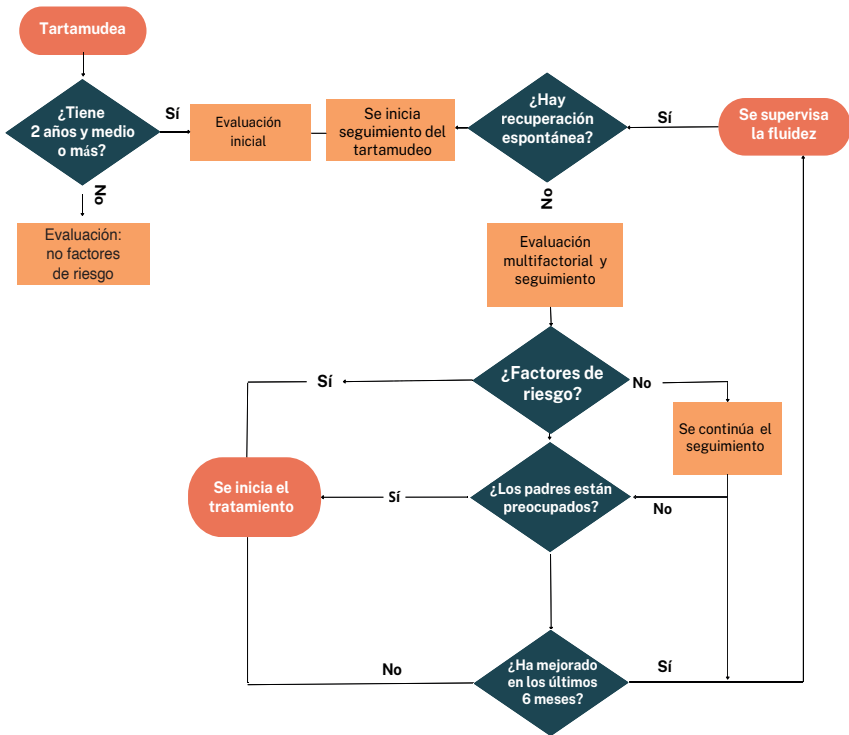 Tartamudea
¿Tiene
2 años y medio
o más?
Sí
No
Evaluación
inicial
Se inicia
seguimiento del
tartamudeo
¿Hay
recuperación
espontánea?
Sí
Se supervisa
la fluidez
Evaluación:
no factores
de riesgo
No
Evaluación
multifactorial y
seguimiento
¿Factores de
riesgo?
Sí
No
Se continúa el
seguimiento
Se inicia el
tratamiento
Sí
¿Los padres están
preocupados?
No
¿Ha mejorado
en los últimos
6 meses?
No
Sí